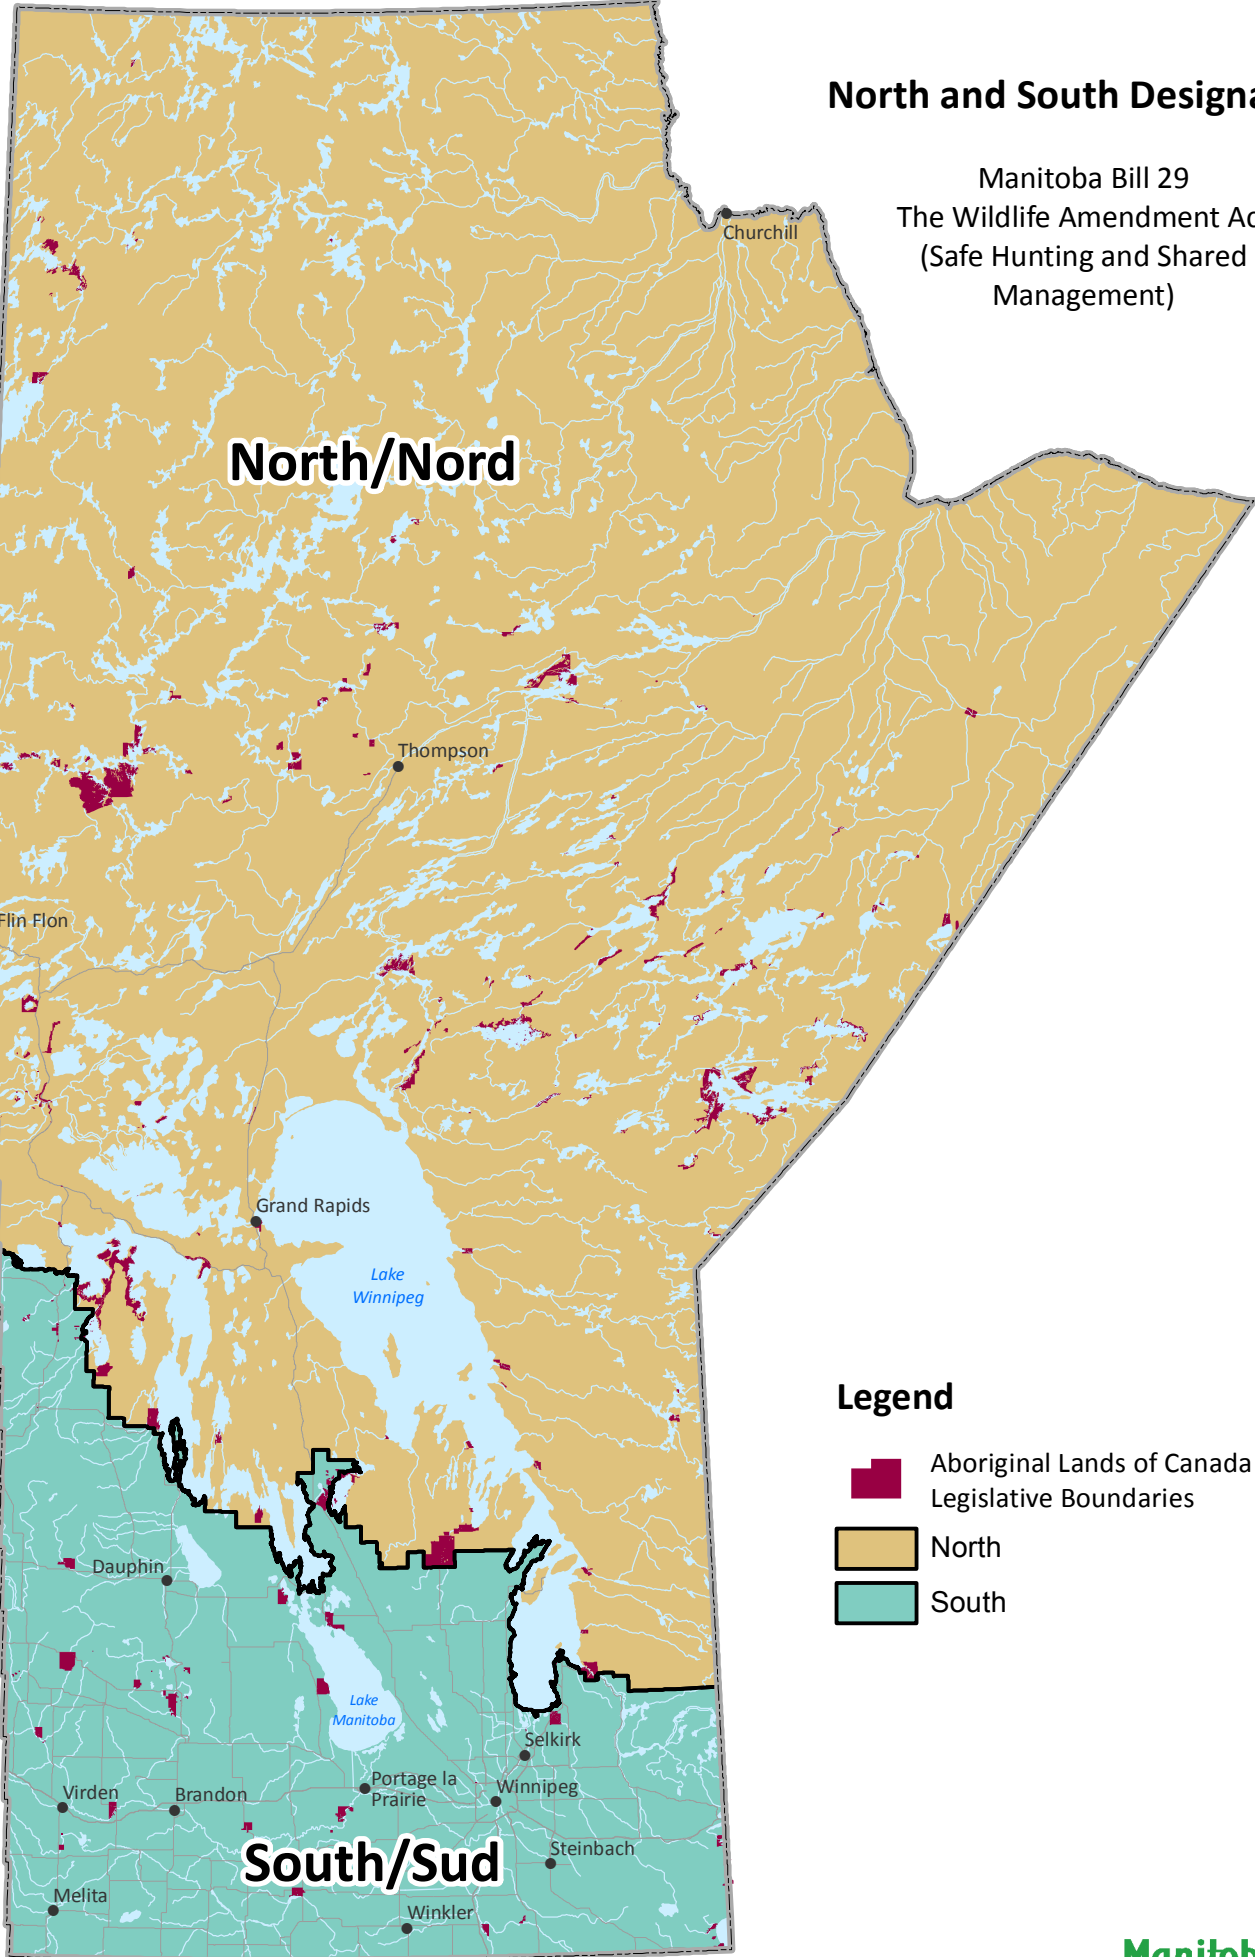 North and South Designa
Manitoba Bill 29
The Wildlife Amendment Ac
(Safe Hunting and Shared
Management)
Churchill
North/Nord
Thompson
Flin Flon
Grand Rapids
Lake
Winnipeg
Legend
Aboriginal Lands of Canada
Legislative Boundaries
North
South
Dauphin
Lake
Manitoba
Selkirk
Virden
Brandon
Portage la
Prairie
Winnipeg
South/Sud
Steinbach
Melita
Winkler
Manitob